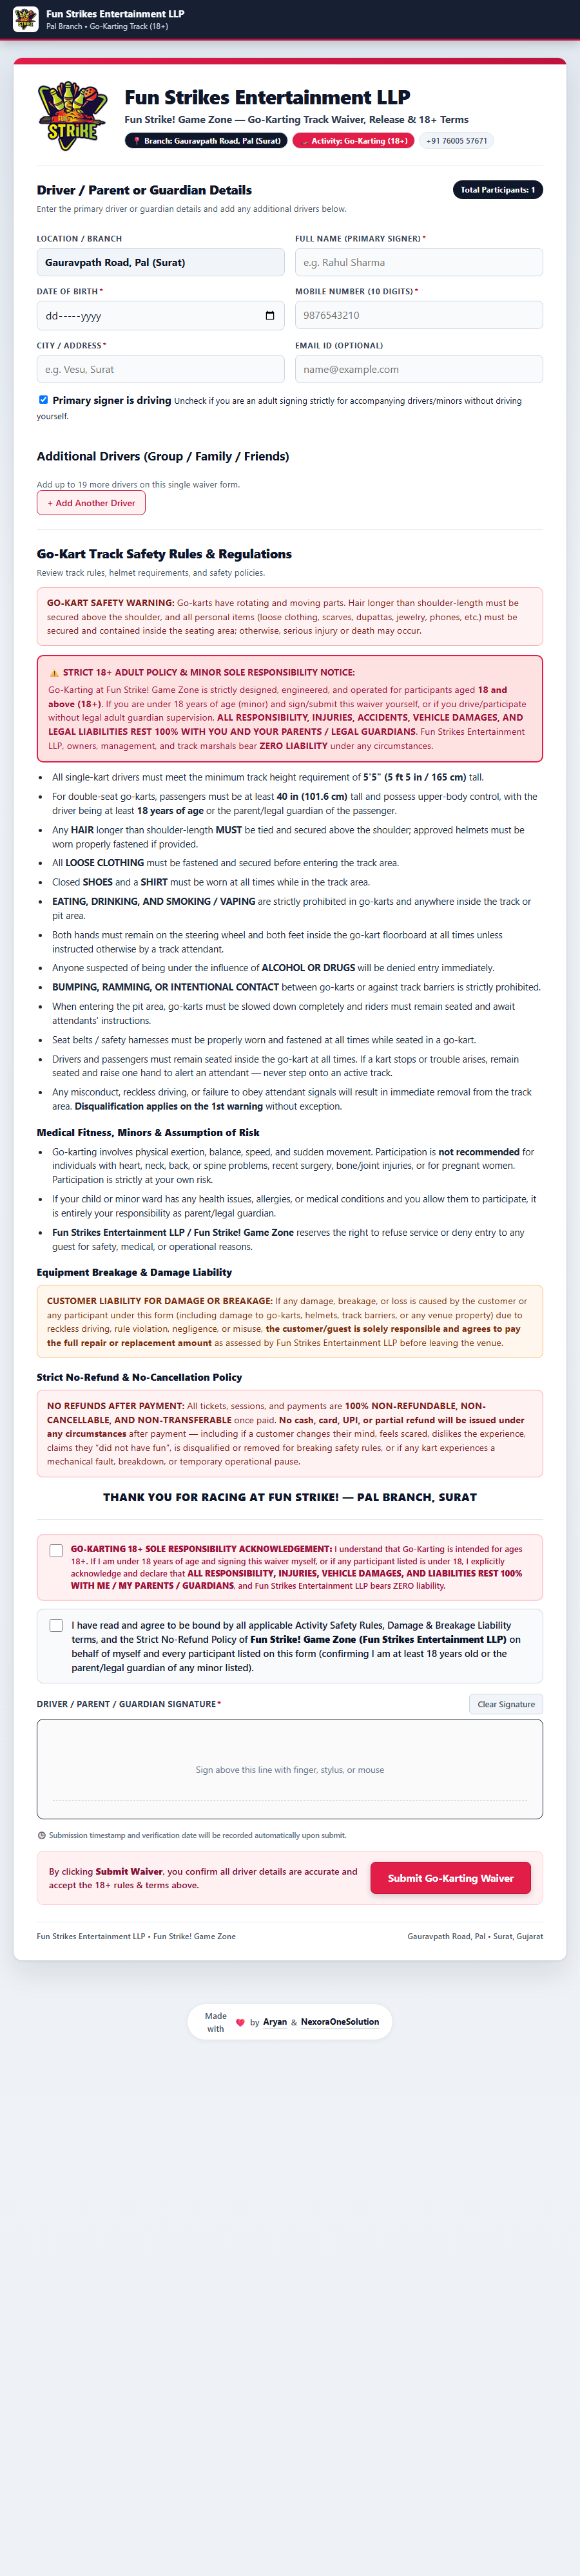 STRIKE
Fun Strikes Entertainment LLP
Pal Branch • Go-Karting Track (18+)
STRIKE
Fun Strikes Entertainment LLP
Fun Strike! Game Zone — Go-Karting Track Waiver, Release & 18+ Terms
📍 Branch: Gauravpath Road, Pal (Surat)
Activity: Go-Karting (18+)
+91 76005 57671
Driver / Parent or Guardian Details
Total Participants: 1
Enter the primary driver or guardian details and add any additional drivers below.
LOCATION / BRANCH
FULL NAME (PRIMARY SIGNER) *
Gauravpath Road, Pal (Surat)
e.g. Rahul Sharma
DATE OF BIRTH *
MOBILE NUMBER (10 DIGITS) *
dd-----yyyy
9876543210
CITY / ADDRESS *
EMAIL ID (OPTIONAL)
e.g. Vesu, Surat
name@example.com
Primary signer is driving Uncheck if you are an adult signing strictly for accompanying drivers/minors without driving
yourself.
Additional Drivers (Group / Family / Friends)
Add up to 19 more drivers on this single waiver form.
+ Add Another Driver
Go-Kart Track Safety Rules & Regulations
Review track rules, helmet requirements, and safety policies.
GO-KART SAFETY WARNING: Go-karts have rotating and moving parts. Hair longer than shoulder-length must be
secured above the shoulder, and all personal items (loose clothing, scarves, dupattas, jewelry, phones, etc.) must be
secured and contained inside the seating area; otherwise, serious injury or death may occur.
⚠️ STRICT 18+ ADULT POLICY & MINOR SOLE RESPONSIBILITY NOTICE:
Go-Karting at Fun Strike! Game Zone is strictly designed, engineered, and operated for participants aged 18 and
above (18+). If you are under 18 years of age (minor) and sign/submit this waiver yourself, or if you drive/participate
without legal adult guardian supervision, ALL RESPONSIBILITY, INJURIES, ACCIDENTS, VEHICLE DAMAGES, AND
LEGAL LIABILITIES REST 100% WITH YOU AND YOUR PARENTS / LEGAL GUARDIANS. Fun Strikes Entertainment
LLP, owners, management, and track marshals bear ZERO LIABILITY under any circumstances.
• All single-kart drivers must meet the minimum track height requirement of 5'5" (5 ft 5 in / 165 cm) tall.
• For double-seat go-karts, passengers must be at least 40 in (101.6 cm) tall and possess upper-body control, with the
driver being at least 18 years of age or the parent/legal guardian of the passenger.
• Any HAIR longer than shoulder-length MUST be tied and secured above the shoulder; approved helmets must be
worn properly fastened if provided.
• All LOOSE CLOTHING must be fastened and secured before entering the track area.
• Closed SHOES and a SHIRT must be worn at all times while in the track area.
• EATING, DRINKING, AND SMOKING / VAPING are strictly prohibited in go-karts and anywhere inside the track or
pit area.
• Both hands must remain on the steering wheel and both feet inside the go-kart floorboard at all times unless
instructed otherwise by a track attendant.
• Anyone suspected of being under the influence of ALCOHOL OR DRUGS will be denied entry immediately.
• BUMPING, RAMMING, OR INTENTIONAL CONTACT between go-karts or against track barriers is strictly prohibited.
• When entering the pit area, go-karts must be slowed down completely and riders must remain seated and await
attendants' instructions.
• Seat belts / safety harnesses must be properly worn and fastened at all times while seated in a go-kart.
• Drivers and passengers must remain seated inside the go-kart at all times. If a kart stops or trouble arises, remain
seated and raise one hand to alert an attendant — never step onto an active track.
• Any misconduct, reckless driving, or failure to obey attendant signals will result in immediate removal from the track
area. Disqualification applies on the 1st warning without exception.
Medical Fitness, Minors & Assumption of Risk
• Go-karting involves physical exertion, balance, speed, and sudden movement. Participation is not recommended for
individuals with heart, neck, back, or spine problems, recent surgery, bone/joint injuries, or for pregnant women.
Participation is strictly at your own risk.
• If your child or minor ward has any health issues, allergies, or medical conditions and you allow them to participate, it
is entirely your responsibility as parent/legal guardian.
• Fun Strikes Entertainment LLP / Fun Strike! Game Zone reserves the right to refuse service or deny entry to any
guest for safety, medical, or operational reasons.
Equipment Breakage & Damage Liability
CUSTOMER LIABILITY FOR DAMAGE OR BREAKAGE: If any damage, breakage, or loss is caused by the customer or
any participant under this form (including damage to go-karts, helmets, track barriers, or any venue property) due to
reckless driving, rule violation, negligence, or misuse, the customer/guest is solely responsible and agrees to pay
the full repair or replacement amount as assessed by Fun Strikes Entertainment LLP before leaving the venue.
Strict No-Refund & No-Cancellation Policy
NO REFUNDS AFTER PAYMENT: All tickets, sessions, and payments are 100% NON-REFUNDABLE, NON-
CANCELLABLE, AND NON-TRANSFERABLE once paid. No cash, card, UPI, or partial refund will be issued under
any circumstances after payment — including if a customer changes their mind, feels scared, dislikes the experience,
claims they "did not have fun", is disqualified or removed for breaking safety rules, or if any kart experiences a
mechanical fault, breakdown, or temporary operational pause.
THANK YOU FOR RACING AT FUN STRIKE! — PAL BRANCH, SURAT
GO-KARTING 18+ SOLE RESPONSIBILITY ACKNOWLEDGEMENT: I understand that Go-Karting is intended for ages
18+. If I am under 18 years of age and signing this waiver myself, or if any participant listed is under 18, I explicitly
acknowledge and declare that ALL RESPONSIBILITY, INJURIES, VEHICLE DAMAGES, AND LIABILITIES REST 100%
WITH ME / MY PARENTS / GUARDIANS, and Fun Strikes Entertainment LLP bears ZERO liability.
I have read and agree to be bound by all applicable Activity Safety Rules, Damage & Breakage Liability
terms, and the Strict No-Refund Policy of Fun Strike! Game Zone (Fun Strikes Entertainment LLP) on
behalf of myself and every participant listed on this form (confirming I am at least 18 years old or the
parent/legal guardian of any minor listed).
DRIVER / PARENT / GUARDIAN SIGNATURE *
Clear Signature
Sign above this line with finger, stylus, or mouse
🕒 Submission timestamp and verification date will be recorded automatically upon submit.
By clicking Submit Waiver, you confirm all driver details are accurate and
accept the 18+ rules & terms above.
Submit Go-Karting Waiver
Fun Strikes Entertainment LLP • Fun Strike! Game Zone
Gauravpath Road, Pal • Surat, Gujarat
Made
with
❤️ by Aryan & NexoraOneSolution